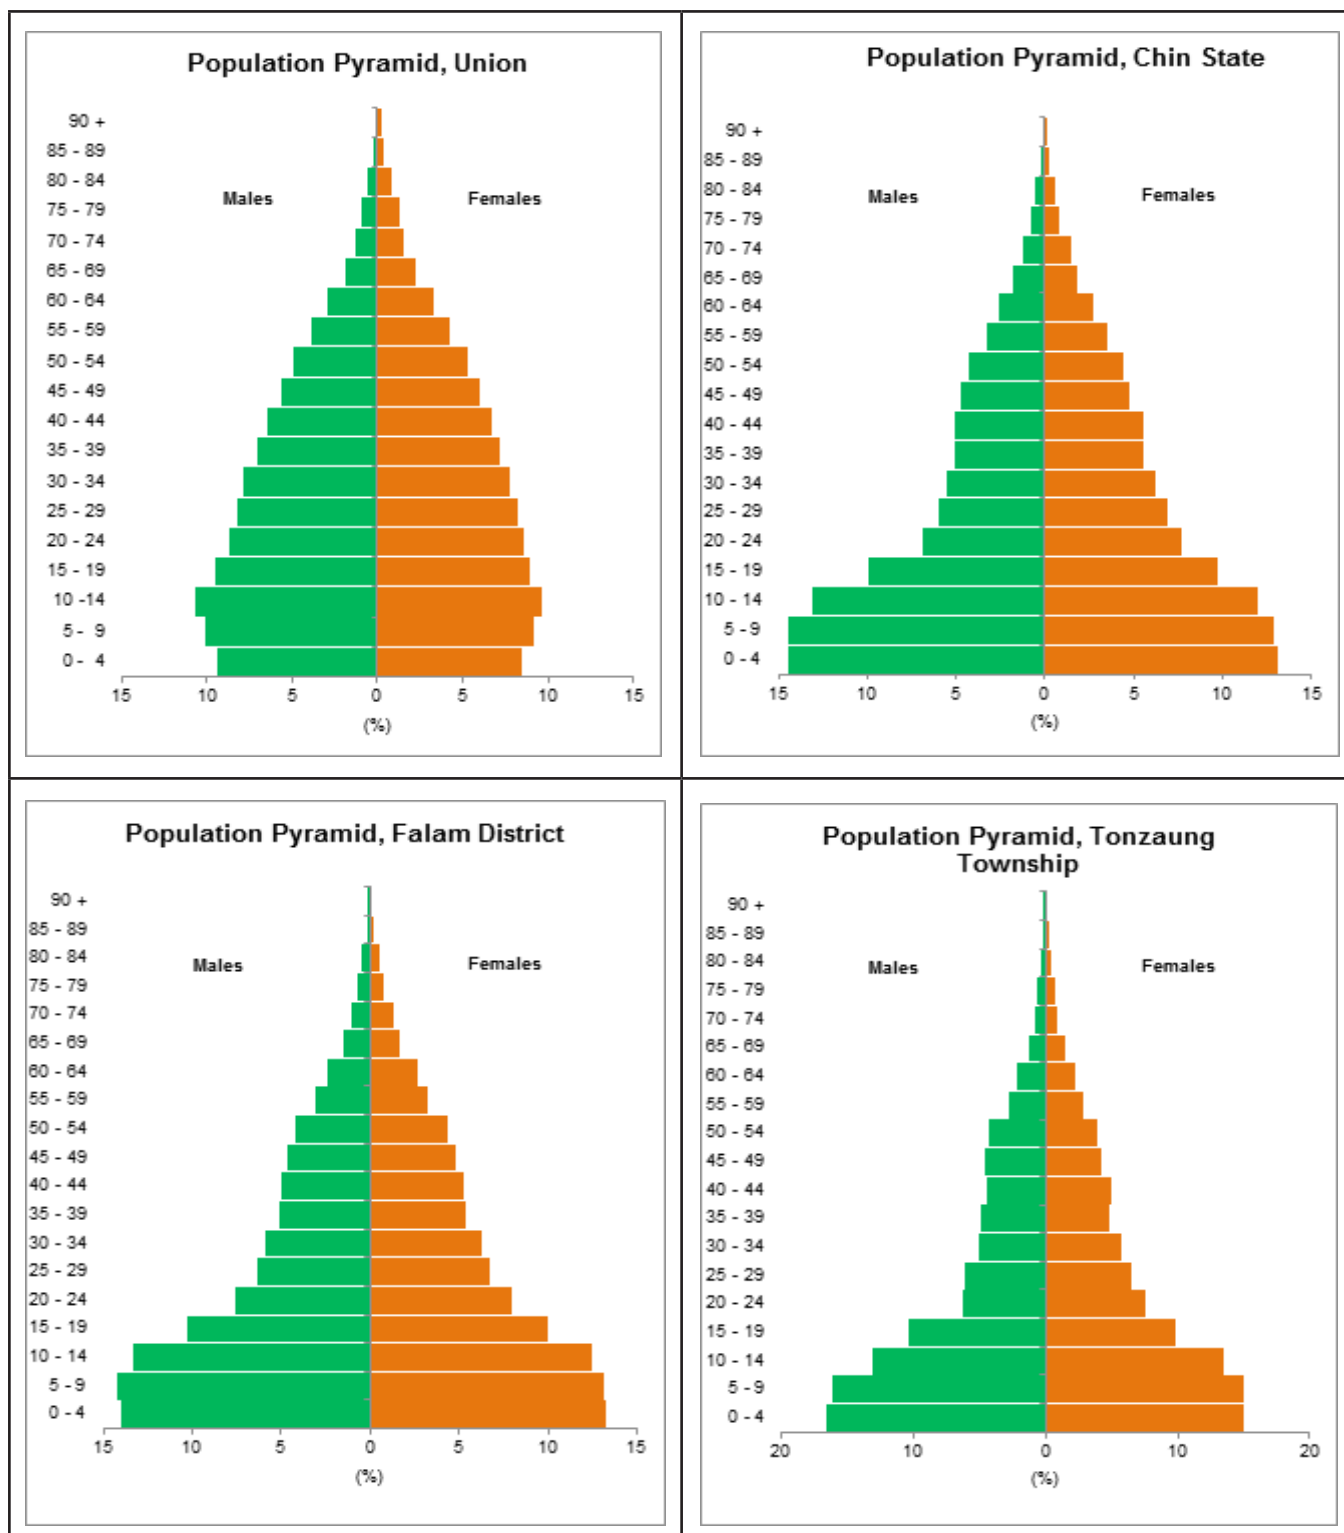 Population Pyramid, Union
90 +
85 - 89
80 - 84
75 - 79
70 - 74
65 - 69
60 - 64
55 - 59
50 - 54
45 - 49
40 - 44
35 - 39
30 - 34
25 - 29
20 - 24
15 - 19
10 -14
5 - 9
0 - 4
Males Females
15 10 5 0 5 10 15
(%)
Population Pyramid, Chin State
90 +
85 - 89
80 - 84
75 - 79
70 - 74
65 - 69
60 - 64
55 - 59
50 - 54
45 - 49
40 - 44
35 - 39
30 - 34
25 - 29
20 - 24
15 - 19
10 - 14
5 - 9
0 - 4
Males Females
15 10 5 0 5 10 15
(%)
Population Pyramid, Falam District
90 +
85 - 89
80 - 84
75 - 79
70 - 74
65 - 69
60 - 64
55 - 59
50 - 54
45 - 49
40 - 44
35 - 39
30 - 34
25 - 29
20 - 24
15 - 19
10 - 14
5 - 9
0 - 4
Males Females
15 10 5 0 5 10 15
(%)
Population Pyramid, Tonzaung
Township
90 +
85 - 89
80 - 84
75 - 79
70 - 74
65 - 69
60 - 64
55 - 59
50 - 54
45 - 49
40 - 44
35 - 39
30 - 34
25 - 29
20 - 24
15 - 19
10 - 14
5 - 9
0 - 4
Males Females
20 10 0 10 20
(%)